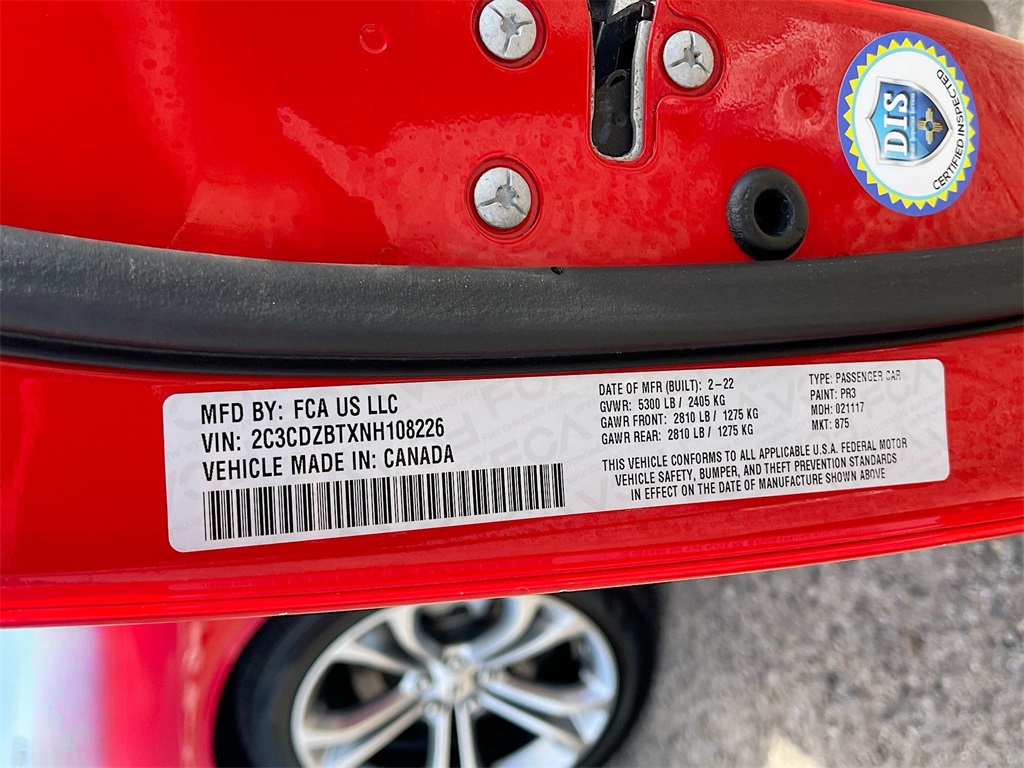 DIS
CERTIFIED INSPECTED
MFD BY: FCA US LLC
VIN: 2C3CDZBTXNH108226
VEHICLE MADE IN: CANADA
DATE OF MFR (BUILT): 2-22
GVWR: 5300 LB / 2405 KG
GAWR FRONT: 2810 LB / 1275 KG
GAWR REAR: 2810 LB / 1275 KG
TYPE: PASSENGER CAR
PAINT: PR3
MDH: 021117
MKT: 875
THIS VEHICLE CONFORMS TO ALL APPLICABLE U.S.A. FEDERAL MOTOR
VEHICLE SAFETY, BUMPER, AND THEFT PREVENTION STANDARDS
IN EFFECT ON THE DATE OF MANUFACTURE SHOWN ABOVE